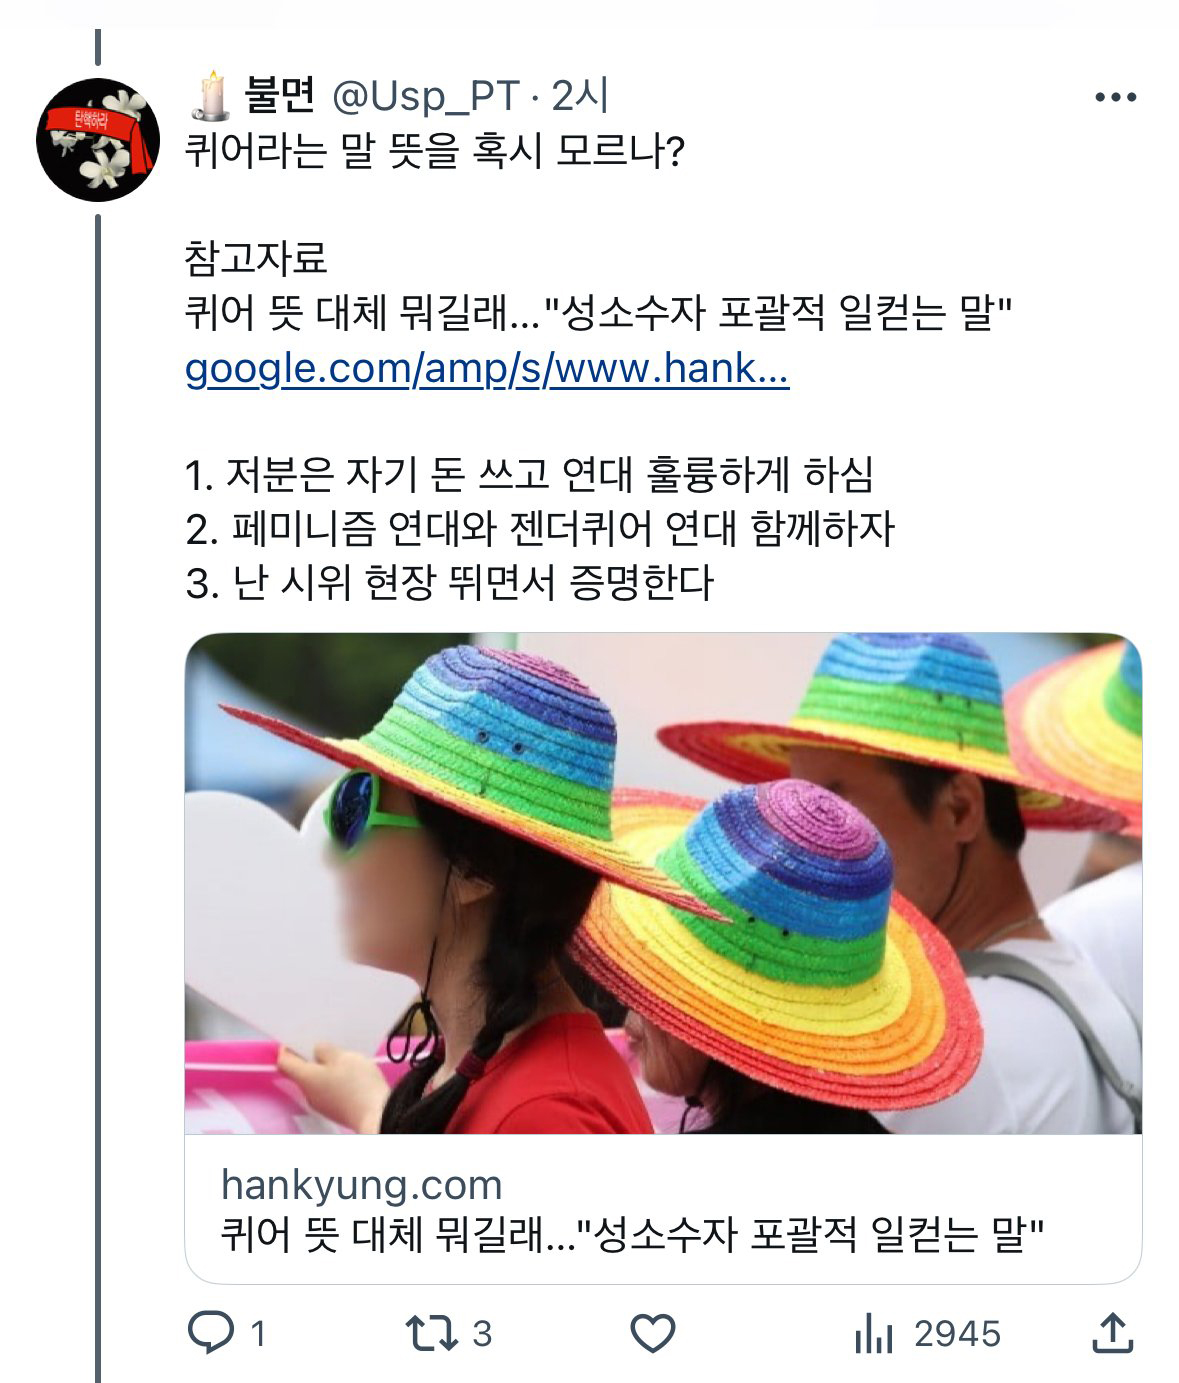 불면 @Usp_PT · 2시
탄핵하라
퀴어라는 말 뜻을 혹시 모르나?
참고자료
퀴어 뜻 대체 뭐길래..."성소수자 포괄적 일컫는 말"
google.com/amp/s/www.hank...
1. 저분은 자기 돈 쓰고 연대 훌륭하게 하심
2. 페미니즘 연대와 젠더퀴어 연대 함께하자
3. 난 시위 현장 뛰면서 증명한다
hankyung.com
퀴어 뜻 대체 뭐길래..."성소수자 포괄적 일컫는 말"
1 3 2945